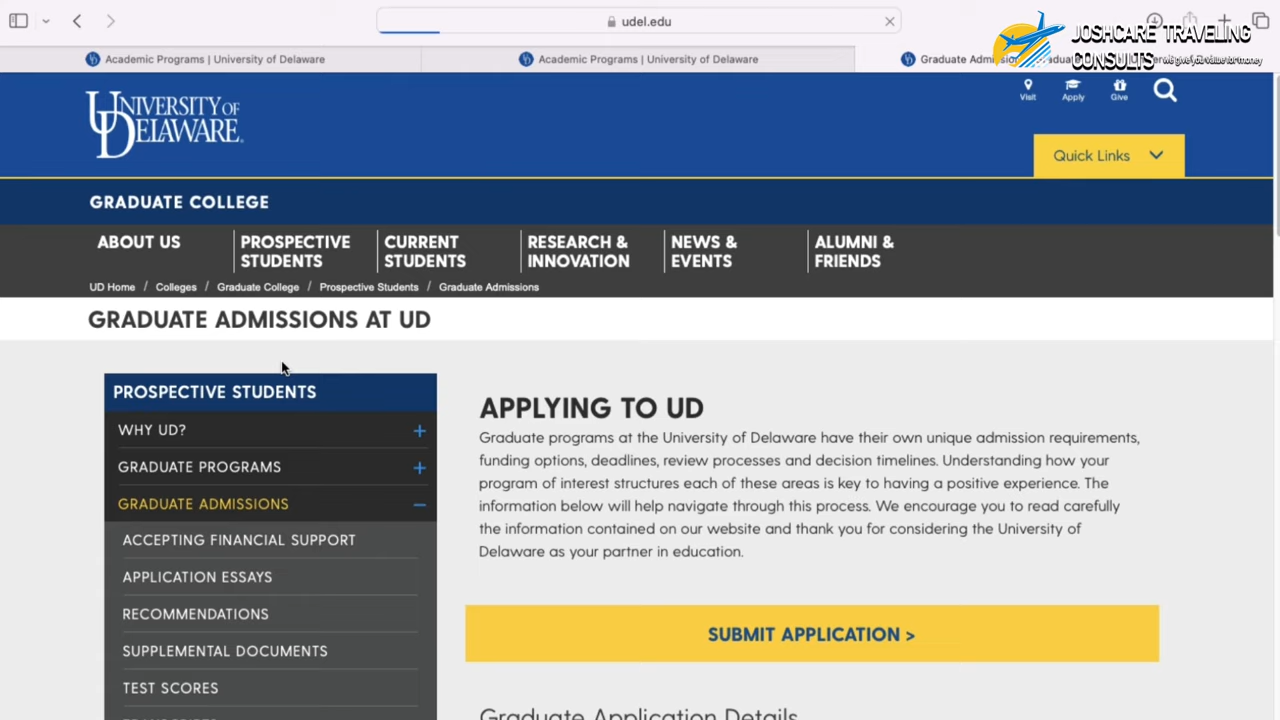 udel.edu
JOSHCARE TRAVELING
CONSULTS we give you value for money
Academic Programs | University of Delaware
Academic Programs | University of Delaware
Graduate Admis
UNIVERSITY OF
DELAWARE
Visit
Apply
Give
Quick Links
GRADUATE COLLEGE
ABOUT US
PROSPECTIVE
STUDENTS
CURRENT
STUDENTS
RESEARCH &
INNOVATION
NEWS &
EVENTS
ALUMNI &
FRIENDS
UD Home / Colleges / Graduate College / Prospective Students / Graduate Admissions
GRADUATE ADMISSIONS AT UD
PROSPECTIVE STUDENTS
WHY UD?
GRADUATE PROGRAMS
GRADUATE ADMISSIONS
ACCEPTING FINANCIAL SUPPORT
APPLICATION ESSAYS
RECOMMENDATIONS
SUPPLEMENTAL DOCUMENTS
TEST SCORES
APPLYING TO UD
Graduate programs at the University of Delaware have their own unique admission requirements,
funding options, deadlines, review processes and decision timelines. Understanding how your
program of interest structures each of these areas is key to having a positive experience. The
information below will help navigate through this process. We encourage you to read carefully
the information contained on our website and thank you for considering the University of
Delaware as your partner in education.
SUBMIT APPLICATION >
Graduate Application Details